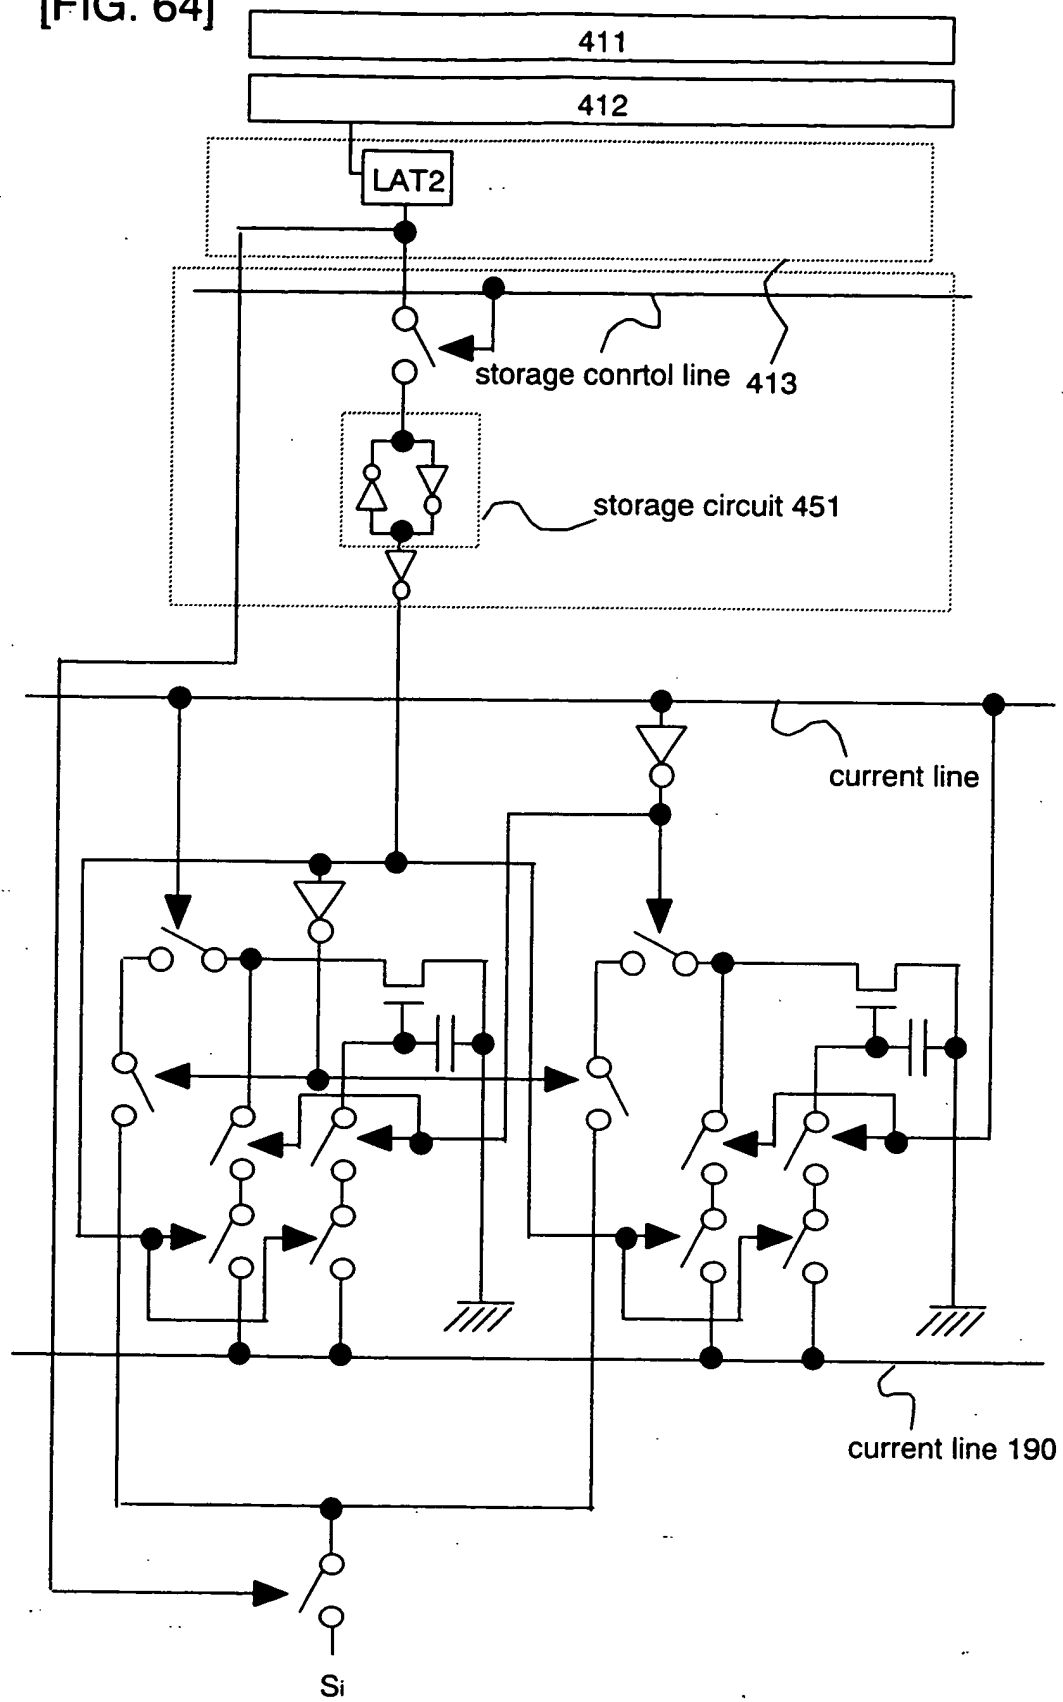 [FIG. 64]
411
412
LAT2
storage conrtol line 413
storage circuit 451
current line
current line 190
Si